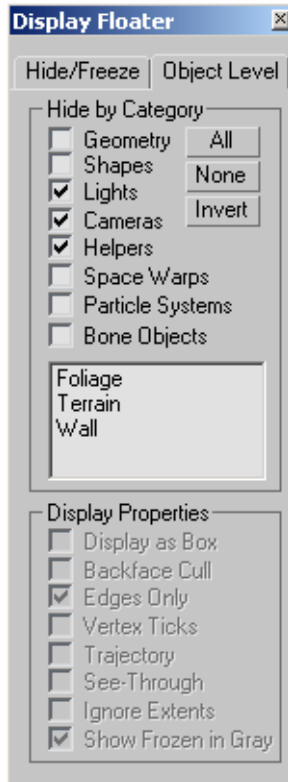 Display Floater
Hide/Freeze Object Level
Hide by Category
Geometry All
Shapes
None
Lights
Cameras Invert
Helpers
Space Warps
Particle Systems
Bone Objects
Foliage
Terrain
Wall
Display Properties
Display as Box
Backface Cull
Edges Only
Vertex Ticks
Trajectory
See-Through
Ignore Extents
Show Frozen in Gray